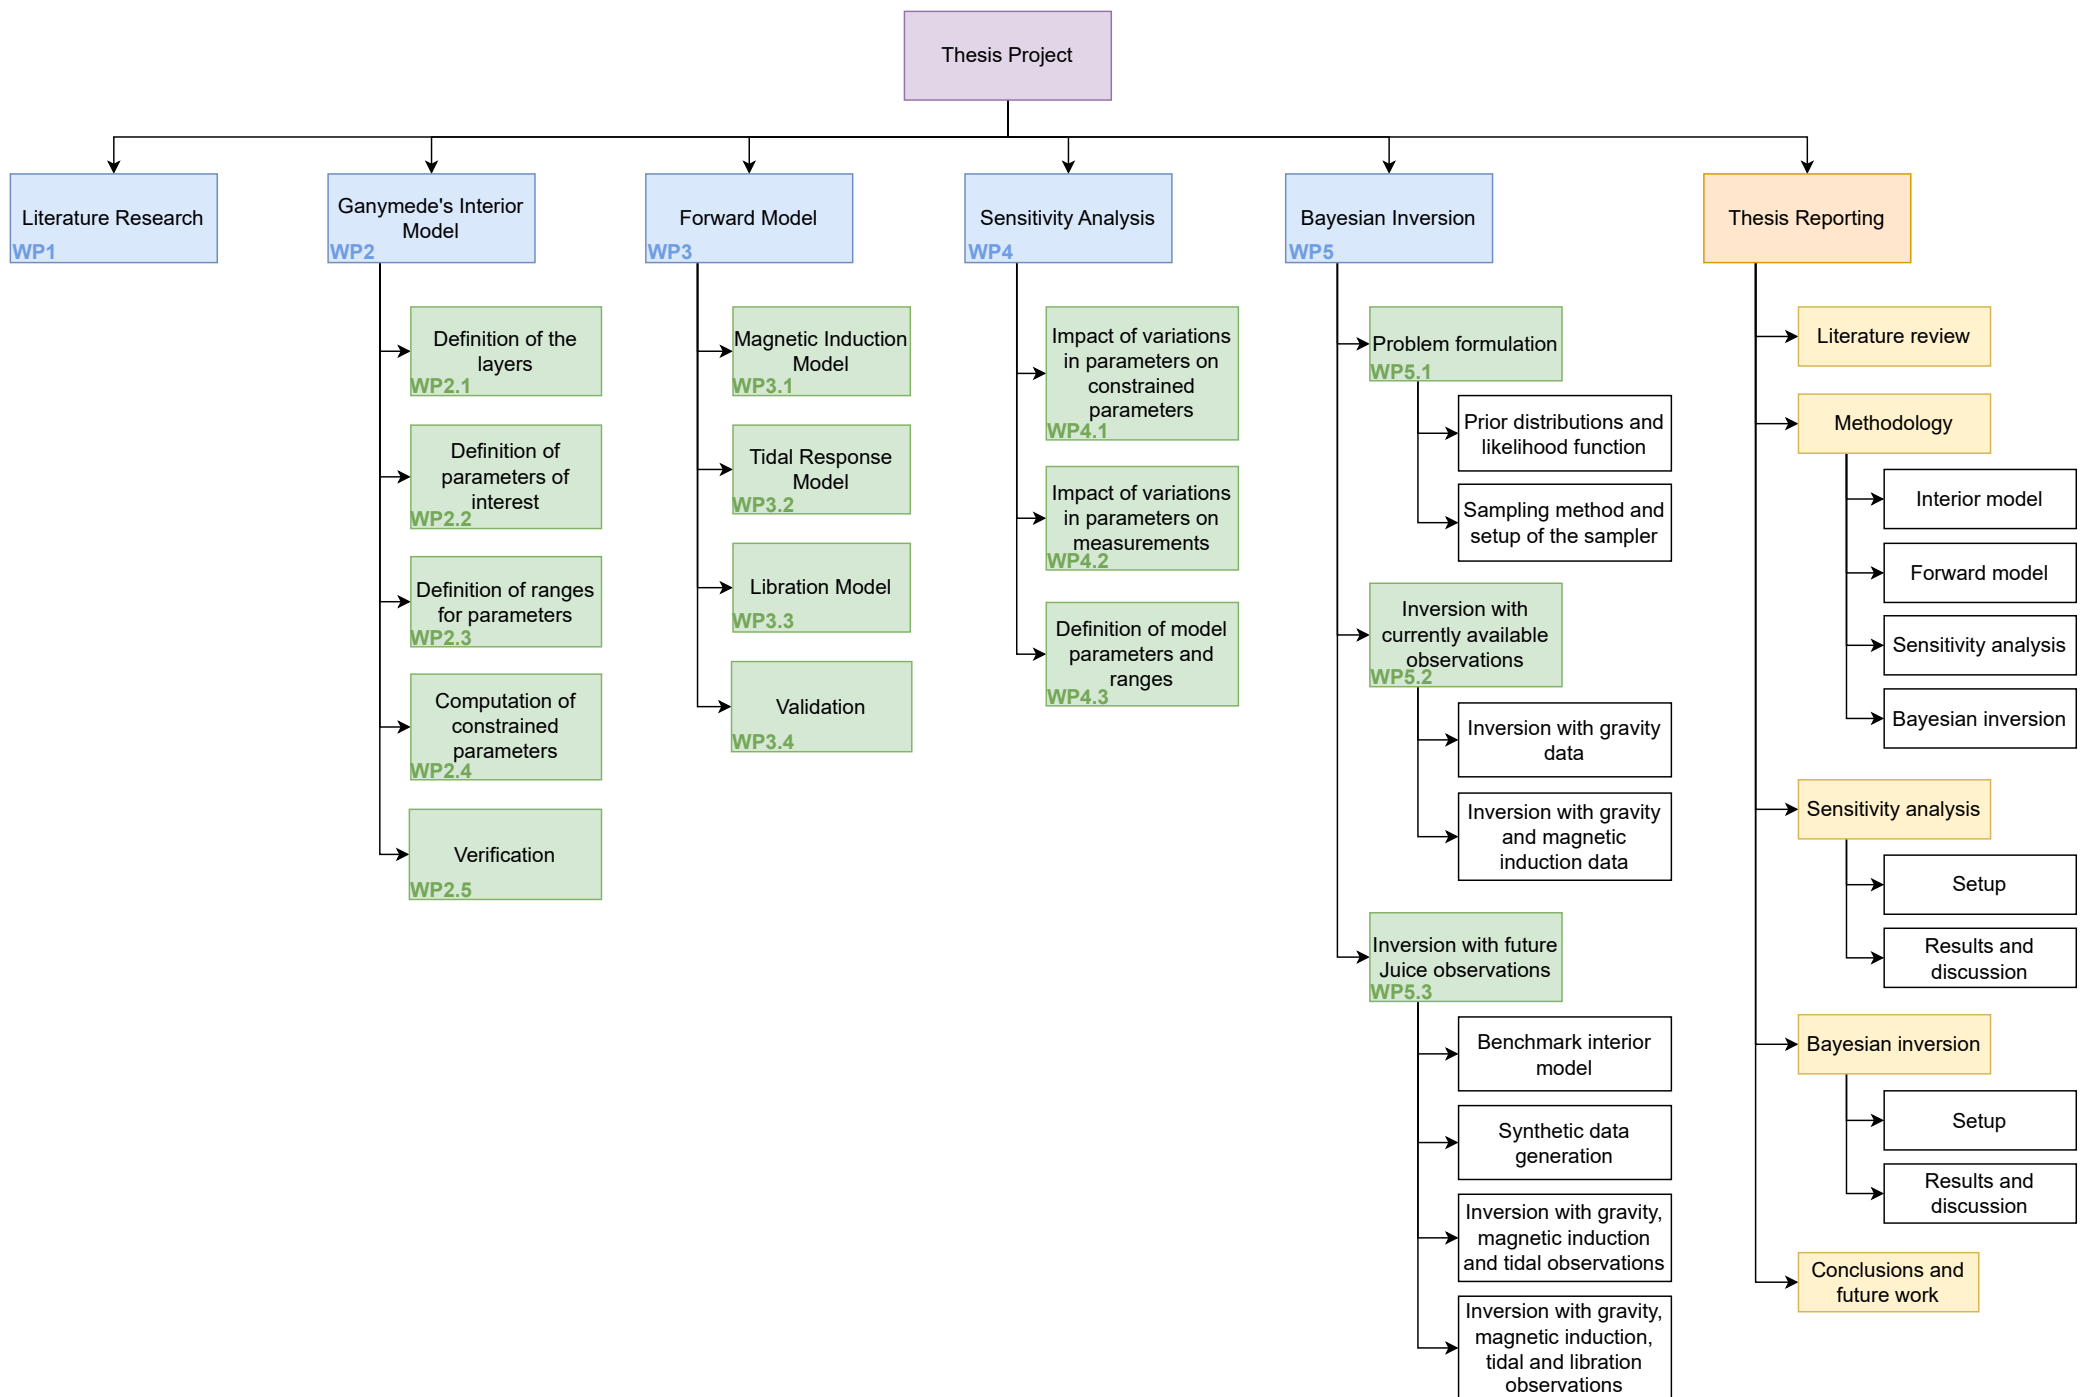 Thesis Project
Literature Research
WP1
Ganymede's Interior
Model
WP2
Definition of the
layers
WP2.1
Definition of
parameters of
interest
WP2.2
Definition of ranges
for parameters
WP2.3
Computation of
constrained
parameters
WP2.4
Verification
WP2.5
Forward Model
WP3
Magnetic Induction
Model
WP3.1
Tidal Response
Model
WP3.2
Libration Model
WP3.3
Validation
WP3.4
Sensitivity Analysis
WP4
Impact of variations
in parameters on
constrained
parameters
WP4.1
Impact of variations
in parameters on
measurements
WP4.2
Definition of model
parameters and
ranges
WP4.3
Bayesian Inversion
WP5
Problem formulation
WP5.1
Prior distributions and
likelihood function
Sampling method and
setup of the sampler
Inversion with
currently available
observations
WP5.2
Inversion with gravity
data
Inversion with gravity
and magnetic
induction data
Inversion with future
Juice observations
WP5.3
Benchmark interior
model
Synthetic data
generation
Inversion with gravity,
magnetic induction
and tidal observations
Inversion with gravity,
magnetic induction,
tidal and libration
observations
Thesis Reporting
Literature review
Methodology
Interior model
Forward model
Sensitivity analysis
Bayesian inversion
Sensitivity analysis
Setup
Results and
discussion
Bayesian inversion
Setup
Results and
discussion
Conclusions and
future work